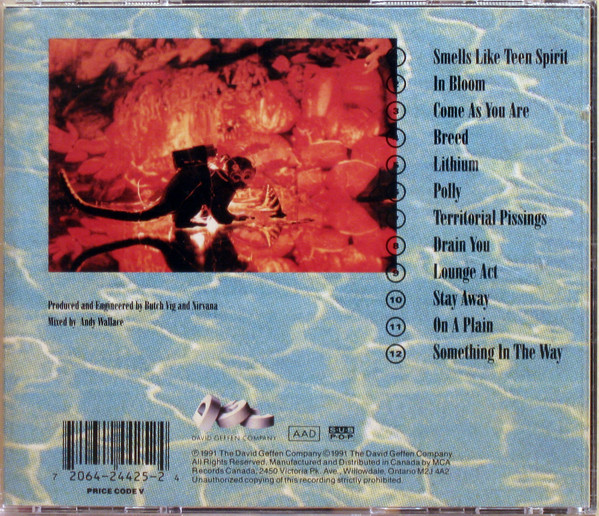 Smells Like Teen Spirit
In Bloom
3 Come As You Are
Breed
Lithium
Polly
Territorial Pissings
8 Drain You
9 Lounge Act
10 Stay Away
11 On A Plain
12 Something In The Way
Produced and Engineered by Butch Vig and Nirvana
Mixed by Andy Wallace
DAVID GEFFEN COMPANY
AAD
SUB
POP
℗1991 The David Geffen Company ©1991 The David Geffen Company
All Rights Reserved. Manufactured and Distributed in Canada by MCA
Records Canada, 2450 Victoria Pk. Ave., Willowdale, Ontario M2J 4A2
Unauthorized copying of this recording strictly prohibited.
7 2064-24425-2 4
PRICE CODE V